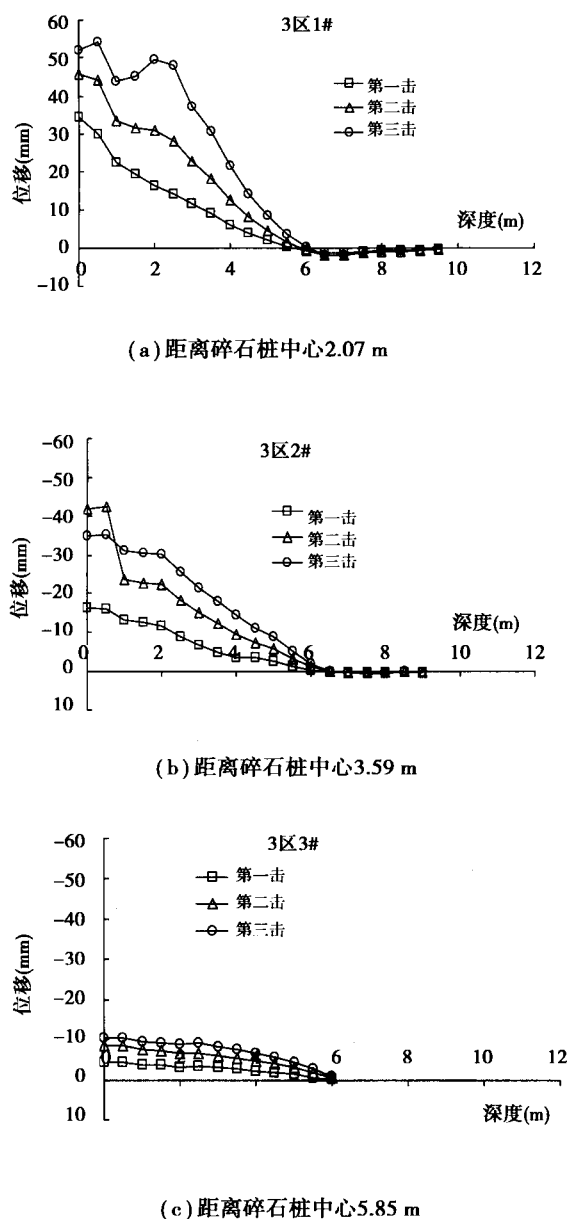 3区1#
60
50
40
30
20
10
0
-10
位移(mm)
第一击
第二击
第三击
深度(m)
0 2 4 6 8 10 12
(a)距离碎石桩中心2.07 m
3区2#
-60
-50
-40
-30
-20
-10
0
10
位移(mm)
第一击
第二击
第三击
深度(m)
0 2 4 6 8 10 12
(b)距离碎石桩中心3.59 m
3区3#
-60
-50
-40
-30
-20
-10
0
10
位移(mm)
第一击
第二击
第三击
6 8 10 12
深度(m)
(c)距离碎石桩中心5.85 m